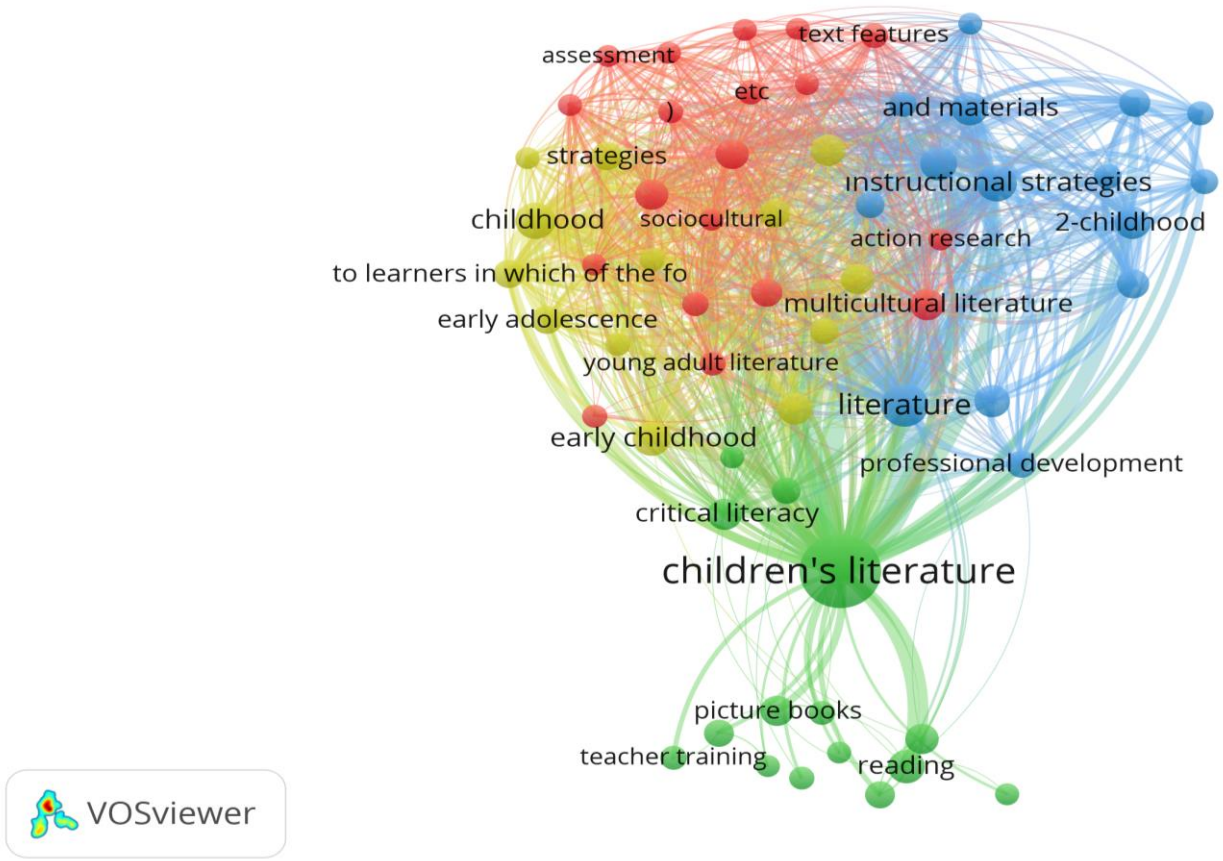 text features
assessment
etc
and materials
)
strategies
instructional strategies
childhood
sociocultural
2-childhood
action research
to learners in which of the fo
multicultural literature
early adolescence
young adult literature
literature
early childhood
professional development
critical literacy
children's literature
picture books
teacher training
reading
VOSviewer